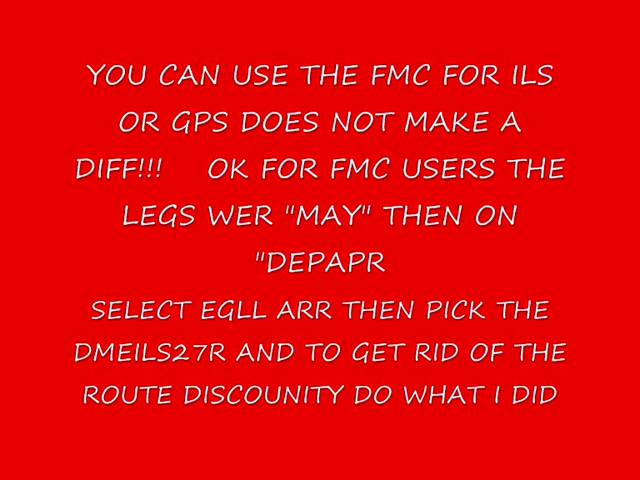 YOU CAN USE THE FMC FOR ILS
OR GPS DOES NOT MAKE A
DIFF!!! OK FOR FMC USERS THE
LEGS WER "MAY" THEN ON
"DEPAPR
SELECT EGLL ARR THEN PICK THE
DMEILS27R AND TO GET RID OF THE
ROUTE DISCOUNITY DO WHAT I DID